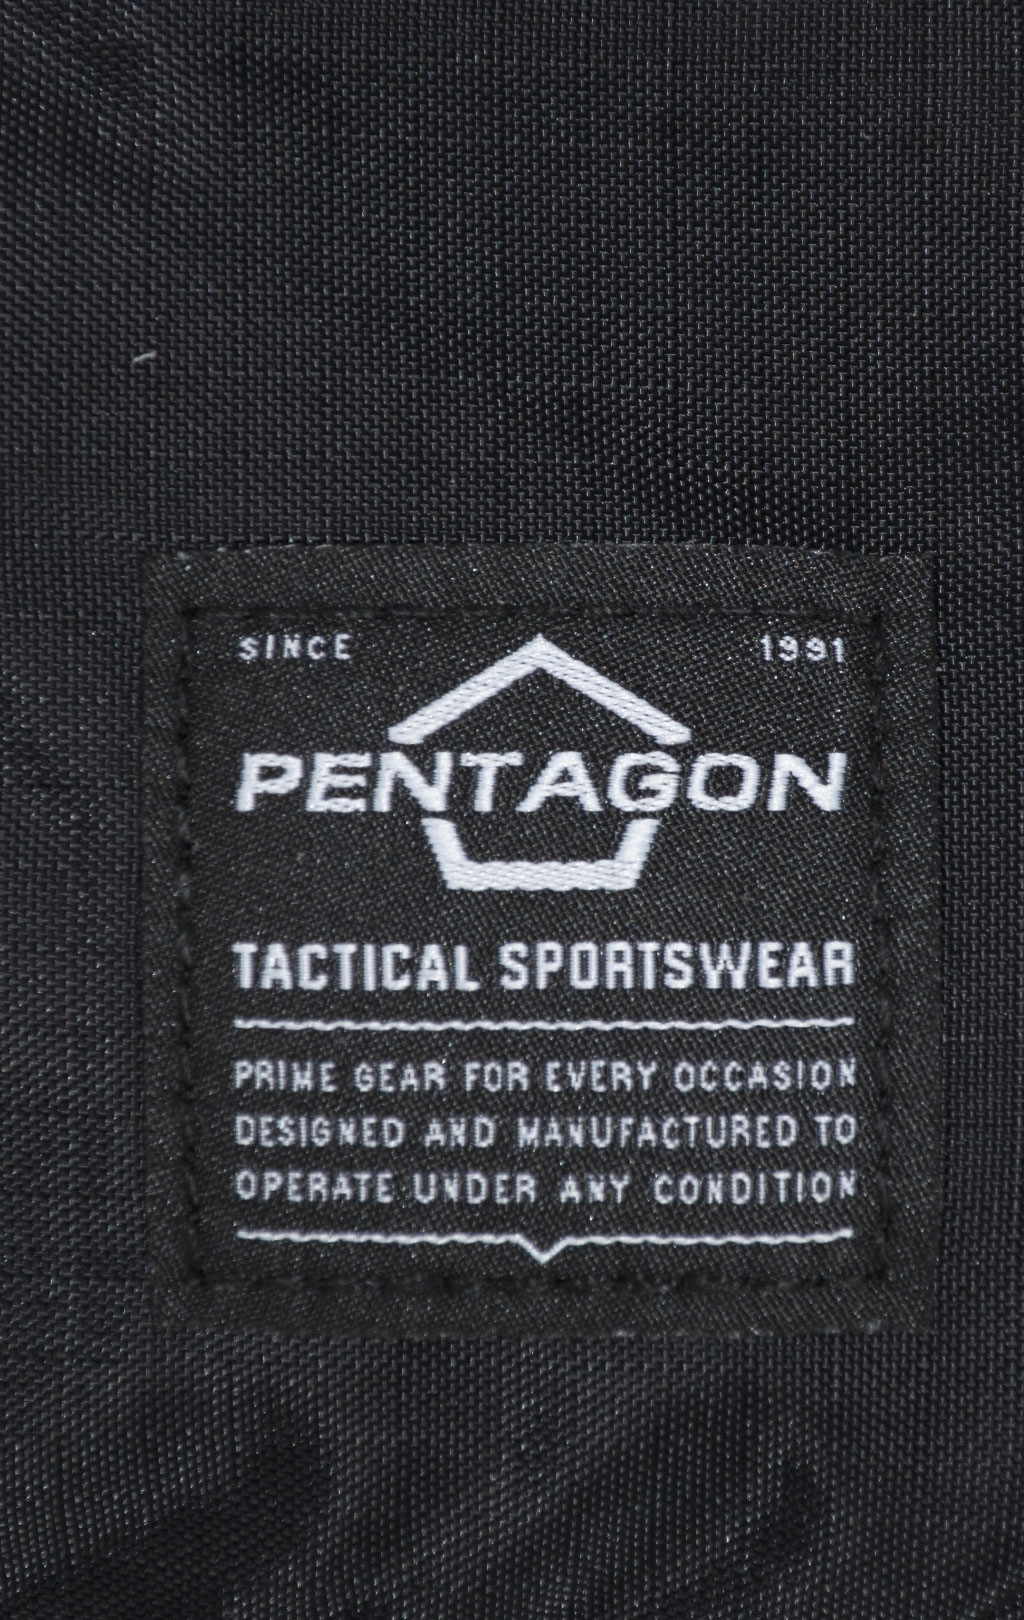 SINCE 1991
PENTAGON
TACTICAL SPORTSWEAR
PRIME GEAR FOR EVERY OCCASION
DESIGNED AND MANUFACTURED TO
OPERATE UNDER ANY CONDITION